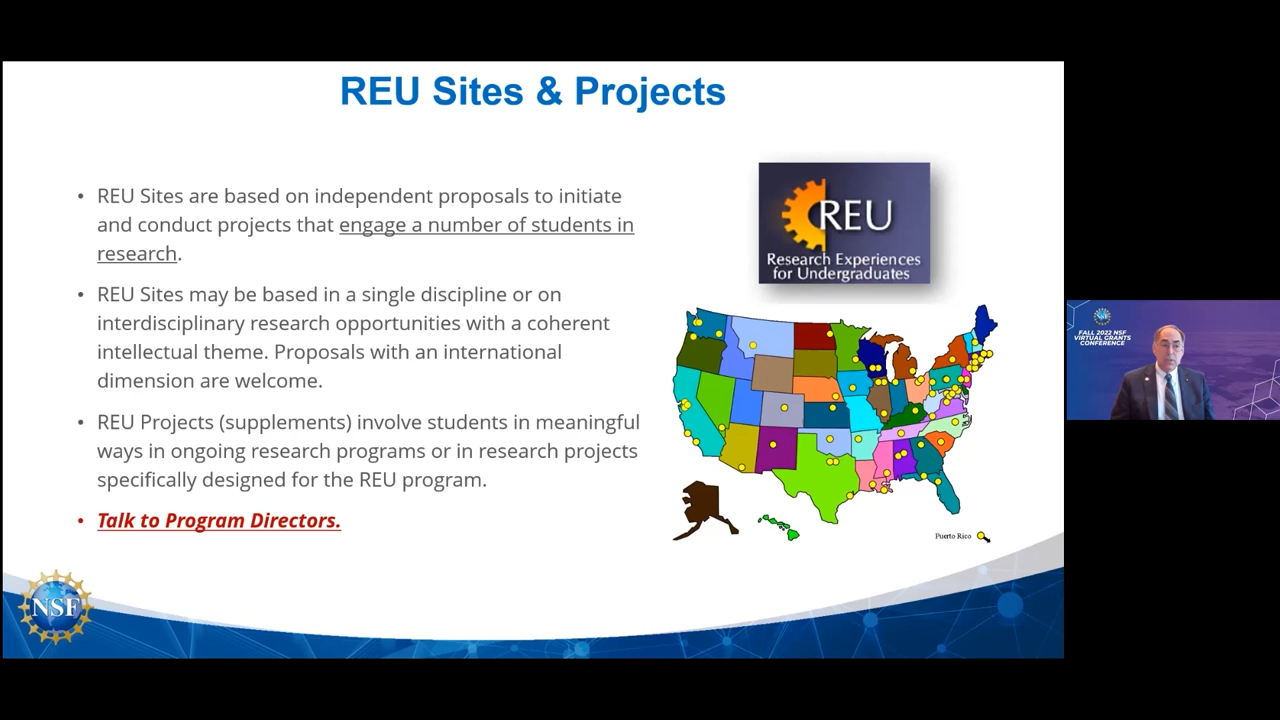 REU Sites & Projects
• REU Sites are based on independent proposals to initiate
and conduct projects that engage a number of students in
research.
• REU Sites may be based in a single discipline or on
interdisciplinary research opportunities with a coherent
intellectual theme. Proposals with an international
dimension are welcome.
• REU Projects (supplements) involve students in meaningful
ways in ongoing research programs or in research projects
specifically designed for the REU program.
• Talk to Program Directors.
REU
Research Experiences
for Undergraduates
Puerto Rico
NSF
FALL 2022 NSF
VIRTUAL GRANTS
CONFERENCE